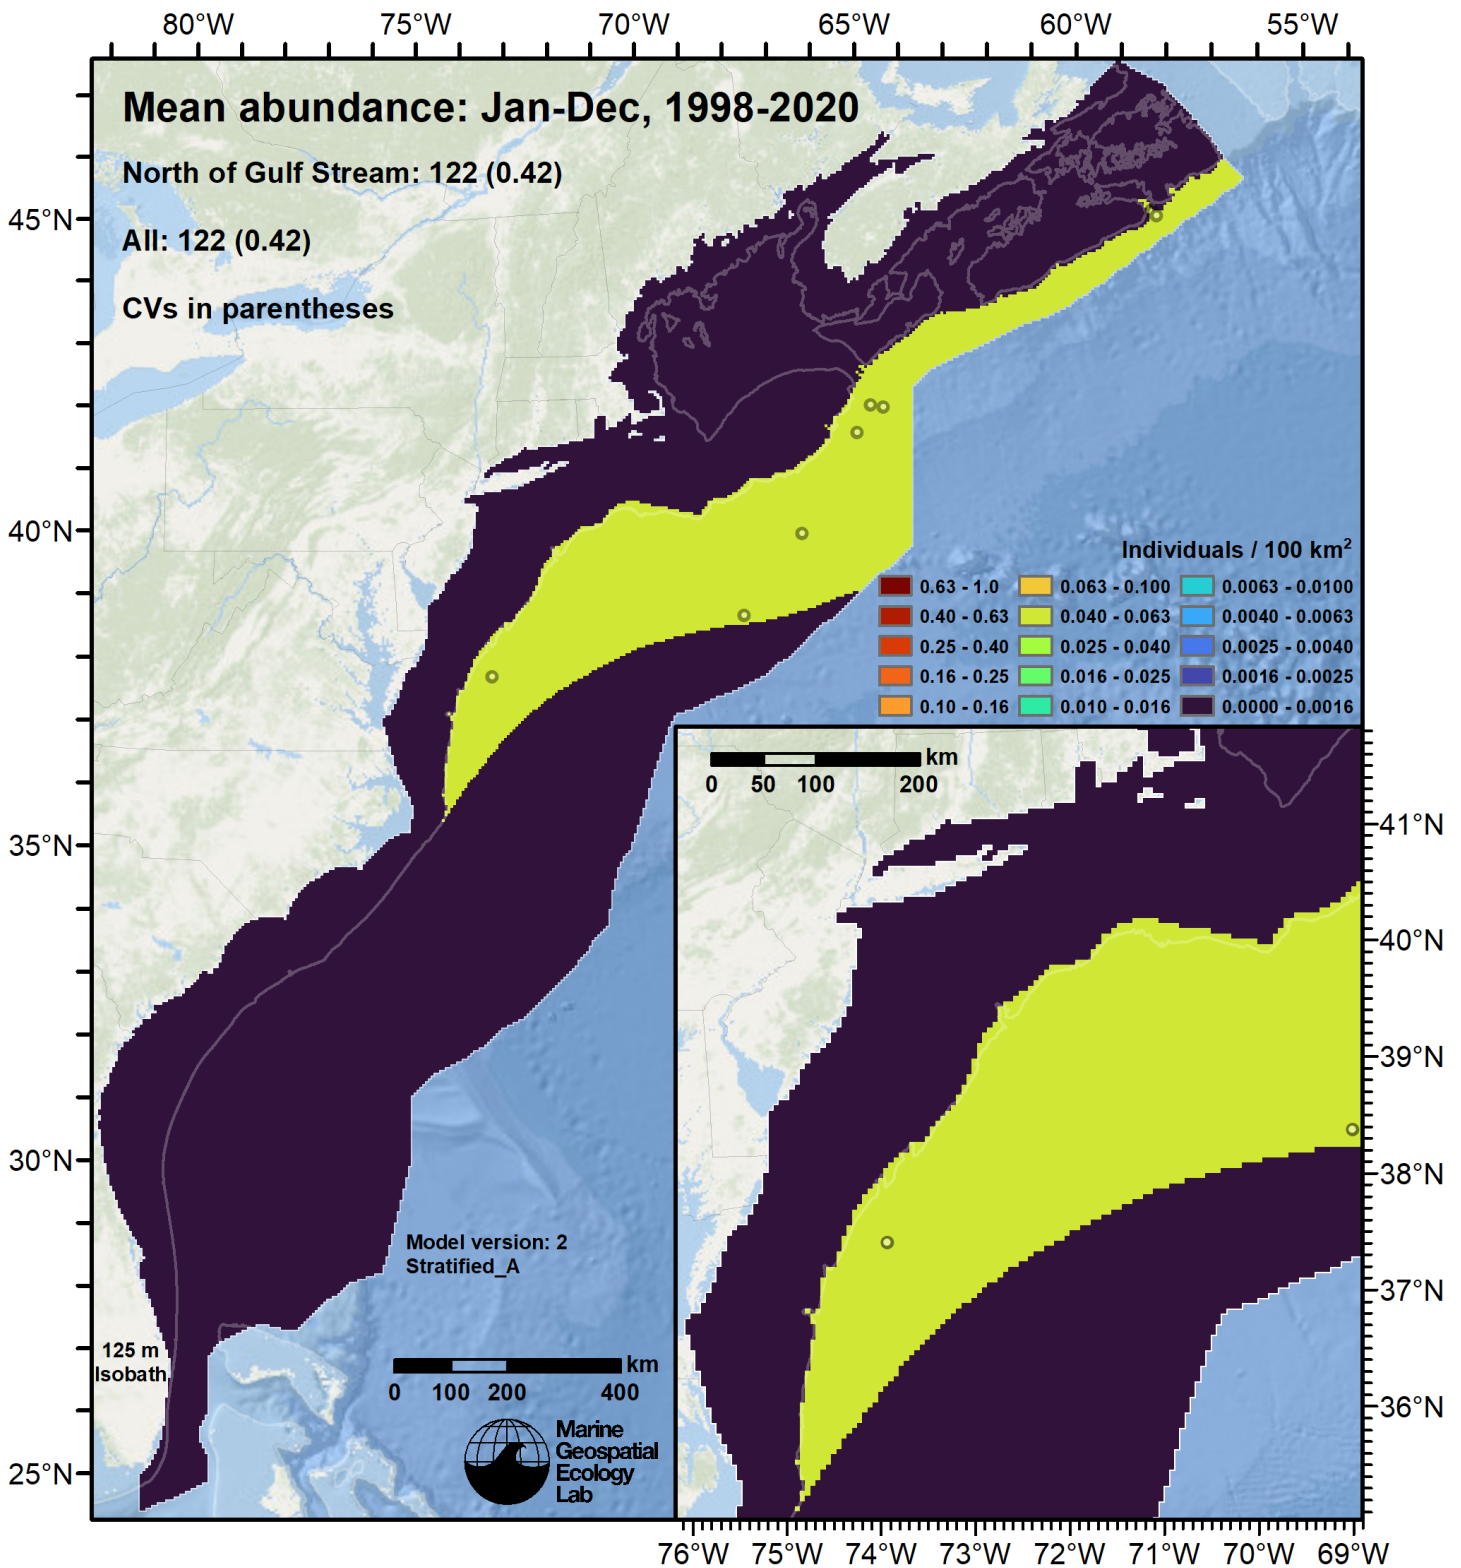 80°W 75°W 70°W 65°W 60°W 55°W
Mean abundance: Jan-Dec, 1998-2020
North of Gulf Stream: 122 (0.42)
All: 122 (0.42)
CVs in parentheses
45°N
40°N
35°N
30°N
25°N
Individuals / 100 km²
0.63 - 1.0 0.063 - 0.100 0.0063 - 0.0100
0.40 - 0.63 0.040 - 0.063 0.0040 - 0.0063
0.25 - 0.40 0.025 - 0.040 0.0025 - 0.0040
0.16 - 0.25 0.016 - 0.025 0.0016 - 0.0025
0.10 - 0.16 0.010 - 0.016 0.0000 - 0.0016
km
0 50 100 200
41°N
40°N
39°N
38°N
37°N
36°N
Model version: 2
Stratified_A
125 m
Isobath
km
0 100 200 400
Marine
Geospatial
Ecology
Lab
76°W 75°W 74°W 73°W 72°W 71°W 70°W 69°W